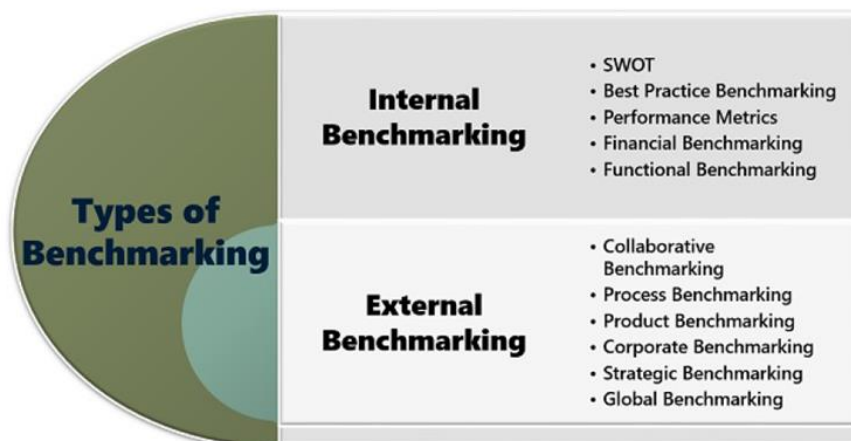 Types of
Benchmarking
Internal
Benchmarking
• SWOT
• Best Practice Benchmarking
• Performance Metrics
• Financial Benchmarking
• Functional Benchmarking
External
Benchmarking
• Collaborative
Benchmarking
• Process Benchmarking
• Product Benchmarking
• Corporate Benchmarking
• Strategic Benchmarking
• Global Benchmarking